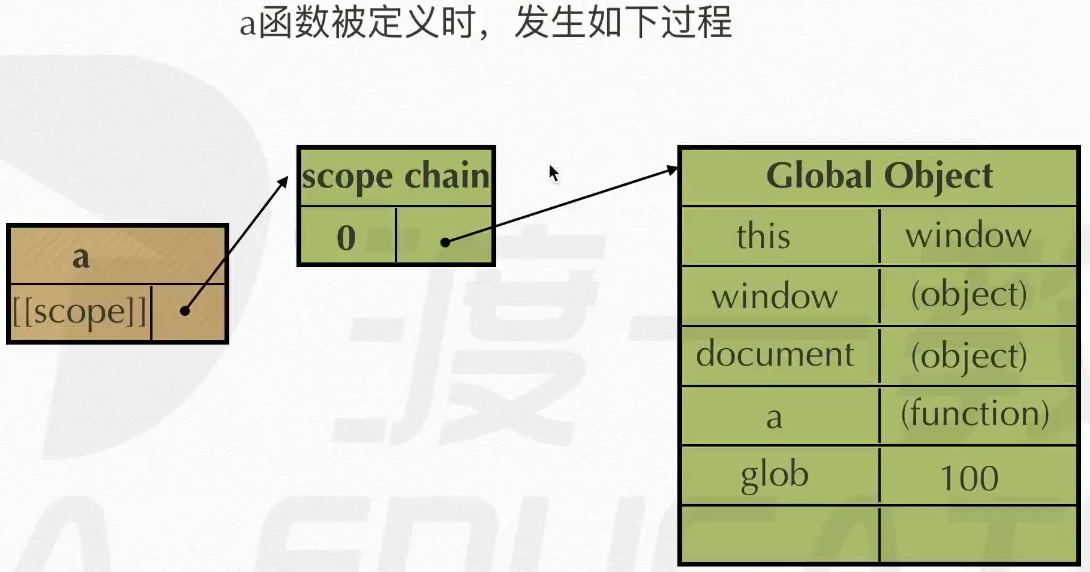 a函数被定义时，发生如下过程
scope chain
0
a
[[scope]]
Global Object
this window
window (object)
document (object)
a (function)
glob 100